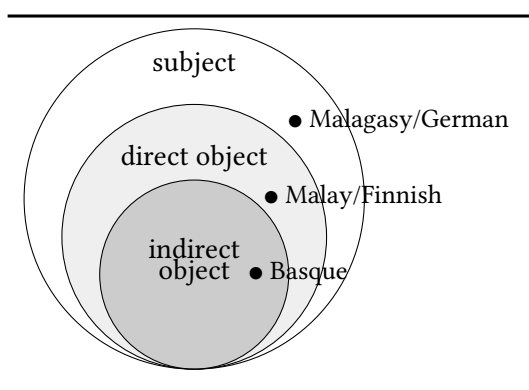 subject
Malagasy/German
direct object
Malay/Finnish
indirect
object
Basque